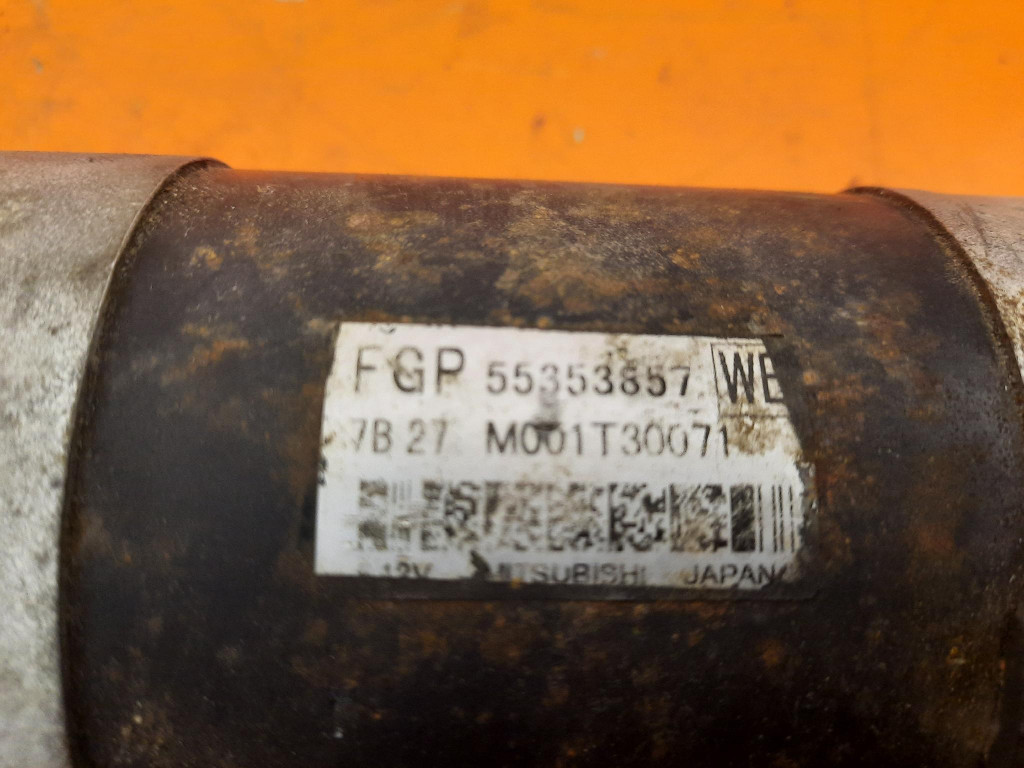 FGP 55353857 WE
7B 27 M001T30071
12V MITSUBISHI JAPAN